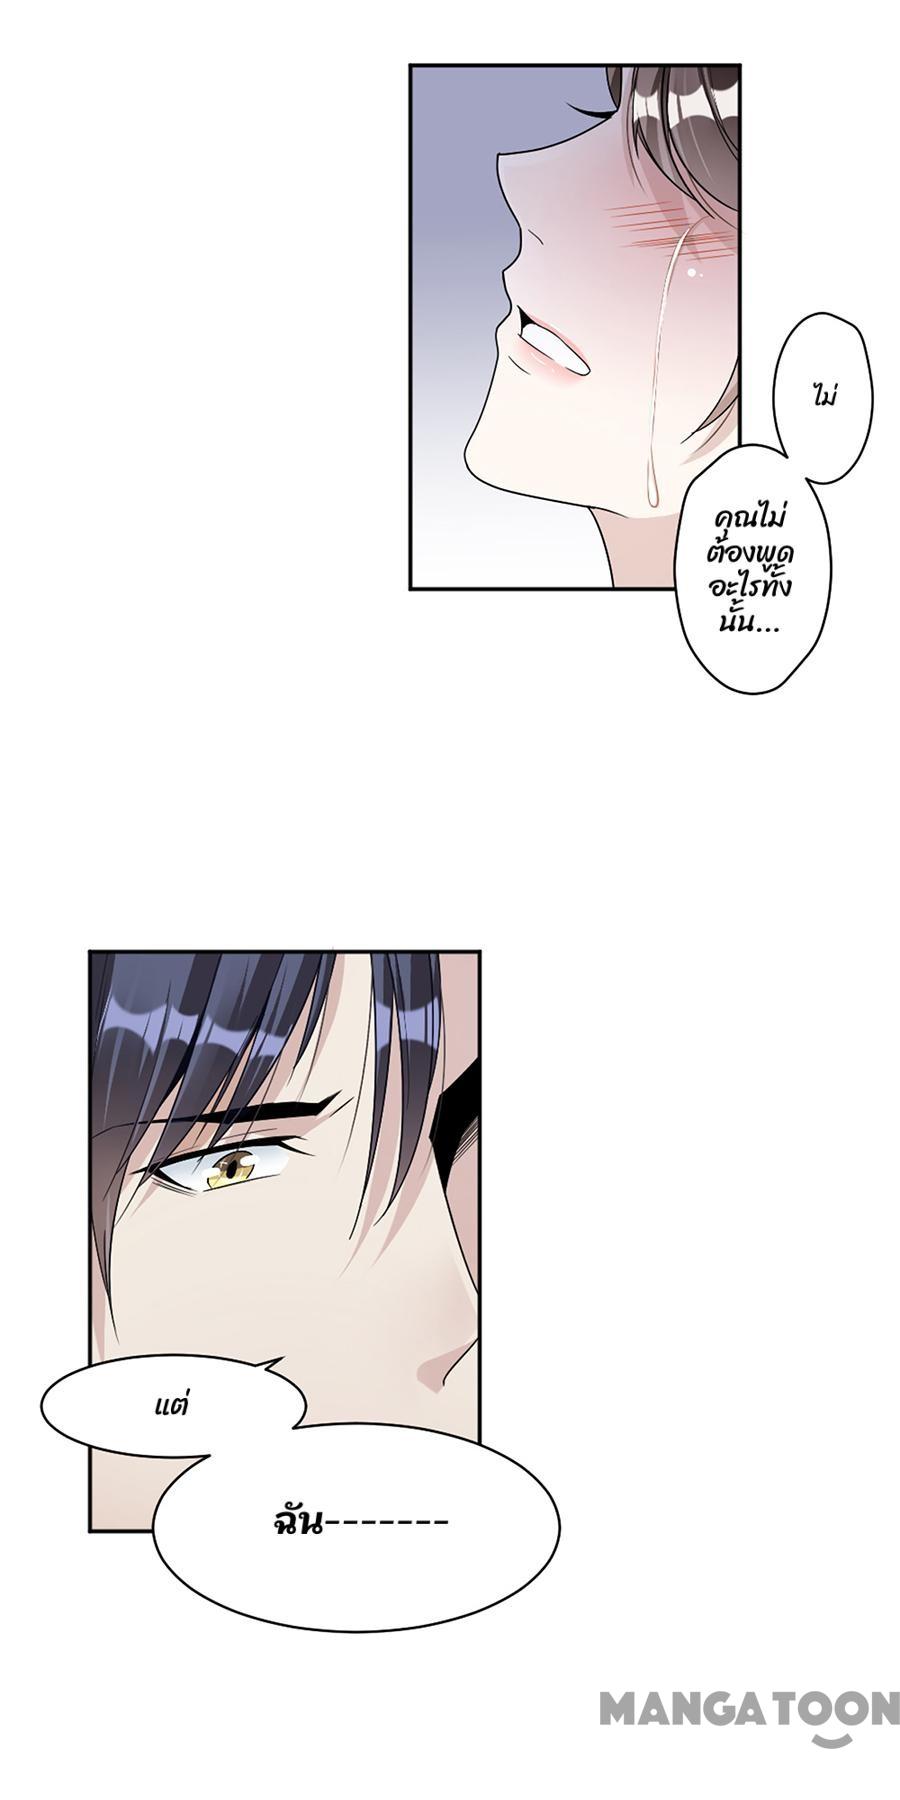 ไม่
คุณไม่
ต้องพูด
อะไรทั้ง
นั้น...
แต่
ฉัน-------
MANGATOON